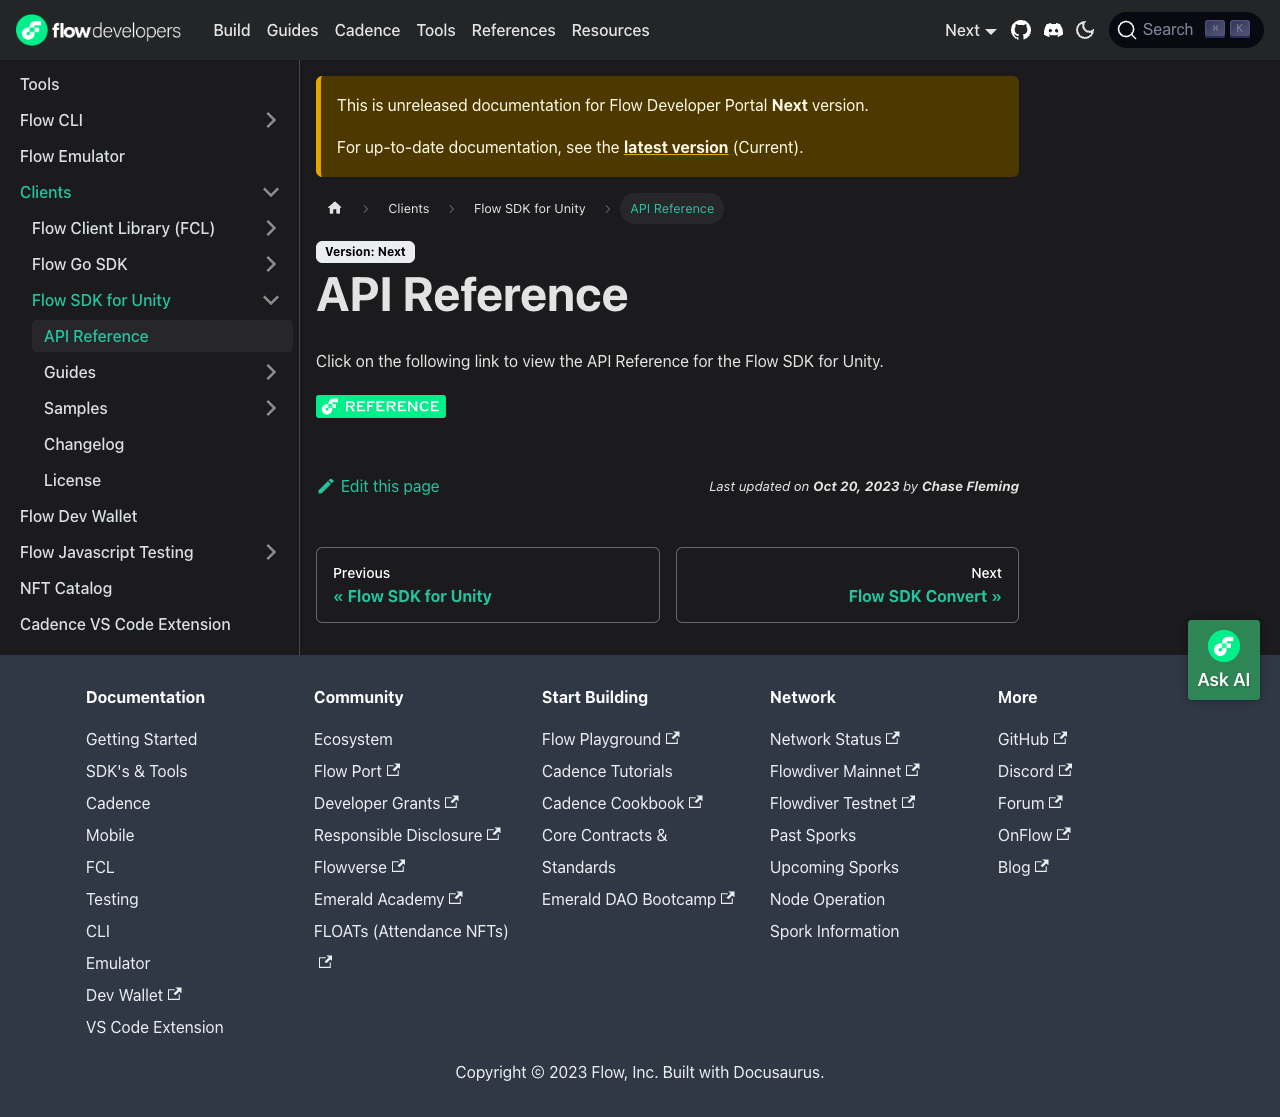 flowdevelopers
Build
Guides
Cadence
Tools
References
Resources
Next
Search
⌘
K
Tools
Flow CLI
Flow Emulator
Clients
Flow Client Library (FCL)
Flow Go SDK
Flow SDK for Unity
API Reference
Guides
Samples
Changelog
License
Flow Dev Wallet
Flow Javascript Testing
NFT Catalog
Cadence VS Code Extension
This is unreleased documentation for Flow Developer Portal Next version.
For up-to-date documentation, see the latest version (Current).
Clients
Flow SDK for Unity
API Reference
Version: Next
API Reference
Click on the following link to view the API Reference for the Flow SDK for Unity.
REFERENCE
Edit this page
Last updated on Oct 20, 2023 by Chase Fleming
Previous
« Flow SDK for Unity
Next
Flow SDK Convert »
Ask AI
Documentation
Getting Started
SDK's & Tools
Cadence
Mobile
FCL
Testing
CLI
Emulator
Dev Wallet
VS Code Extension
Community
Ecosystem
Flow Port
Developer Grants
Responsible Disclosure
Flowverse
Emerald Academy
FLOATs (Attendance NFTs)
Start Building
Flow Playground
Cadence Tutorials
Cadence Cookbook
Core Contracts &
Standards
Emerald DAO Bootcamp
Network
Network Status
Flowdiver Mainnet
Flowdiver Testnet
Past Sporks
Upcoming Sporks
Node Operation
Spork Information
More
GitHub
Discord
Forum
OnFlow
Blog
Copyright © 2023 Flow, Inc. Built with Docusaurus.